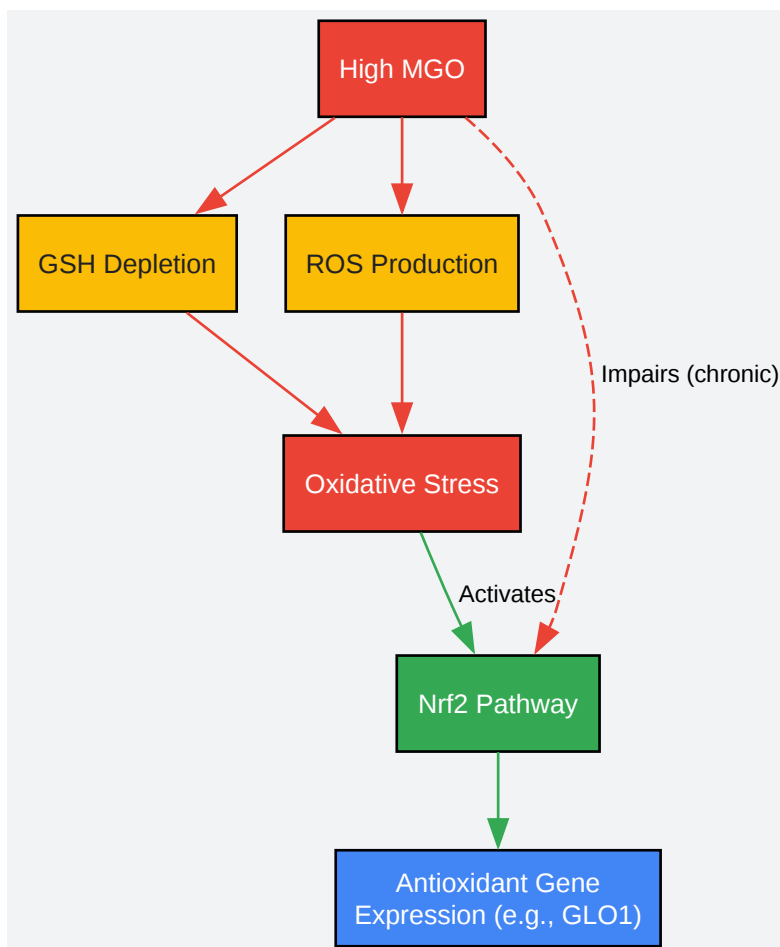 High MGO
GSH Depletion
ROS Production
Impairs (chronic)
Oxidative Stress
Activates
Nrf2 Pathway
Antioxidant Gene
Expression (e.g., GLO1)